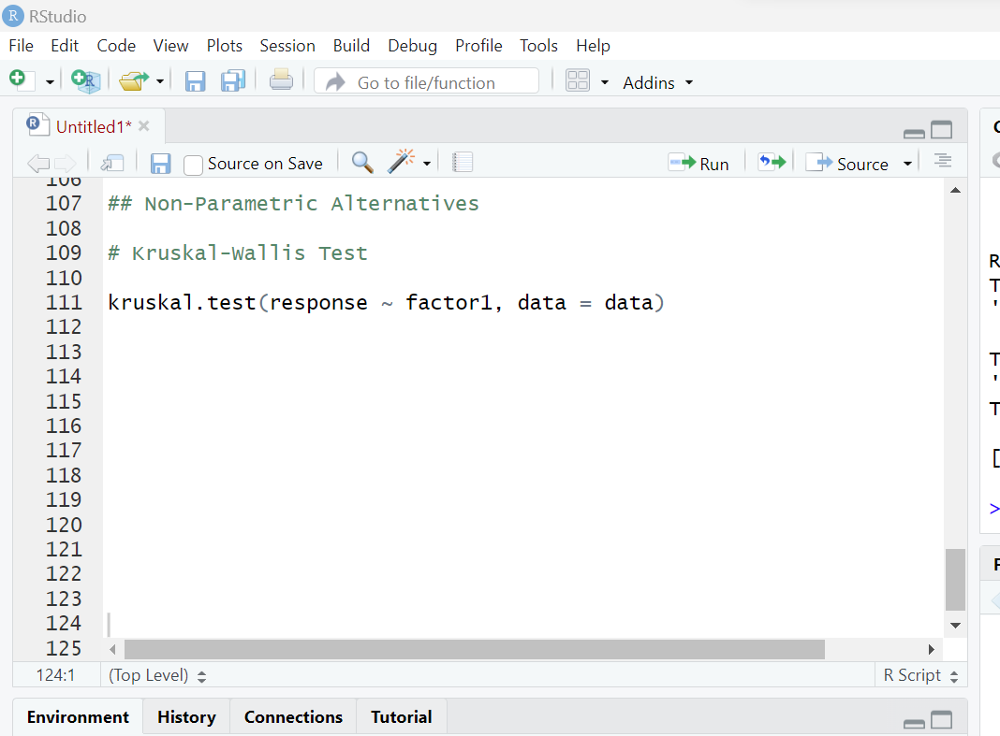 R RStudio
File Edit Code View Plots Session Build Debug Profile Tools Help
Go to file/function Addins
Untitled1*
Source on Save Run Source
106
107 ## Non-Parametric Alternatives
108
109 # Kruskal-Wallis Test
110
111 kruskal.test(response ~ factor1, data = data)
112
113
114
115
116
117
118
119
120
121
122
123
124
125
124:1 (Top Level) R Script
Environment History Connections Tutorial
>